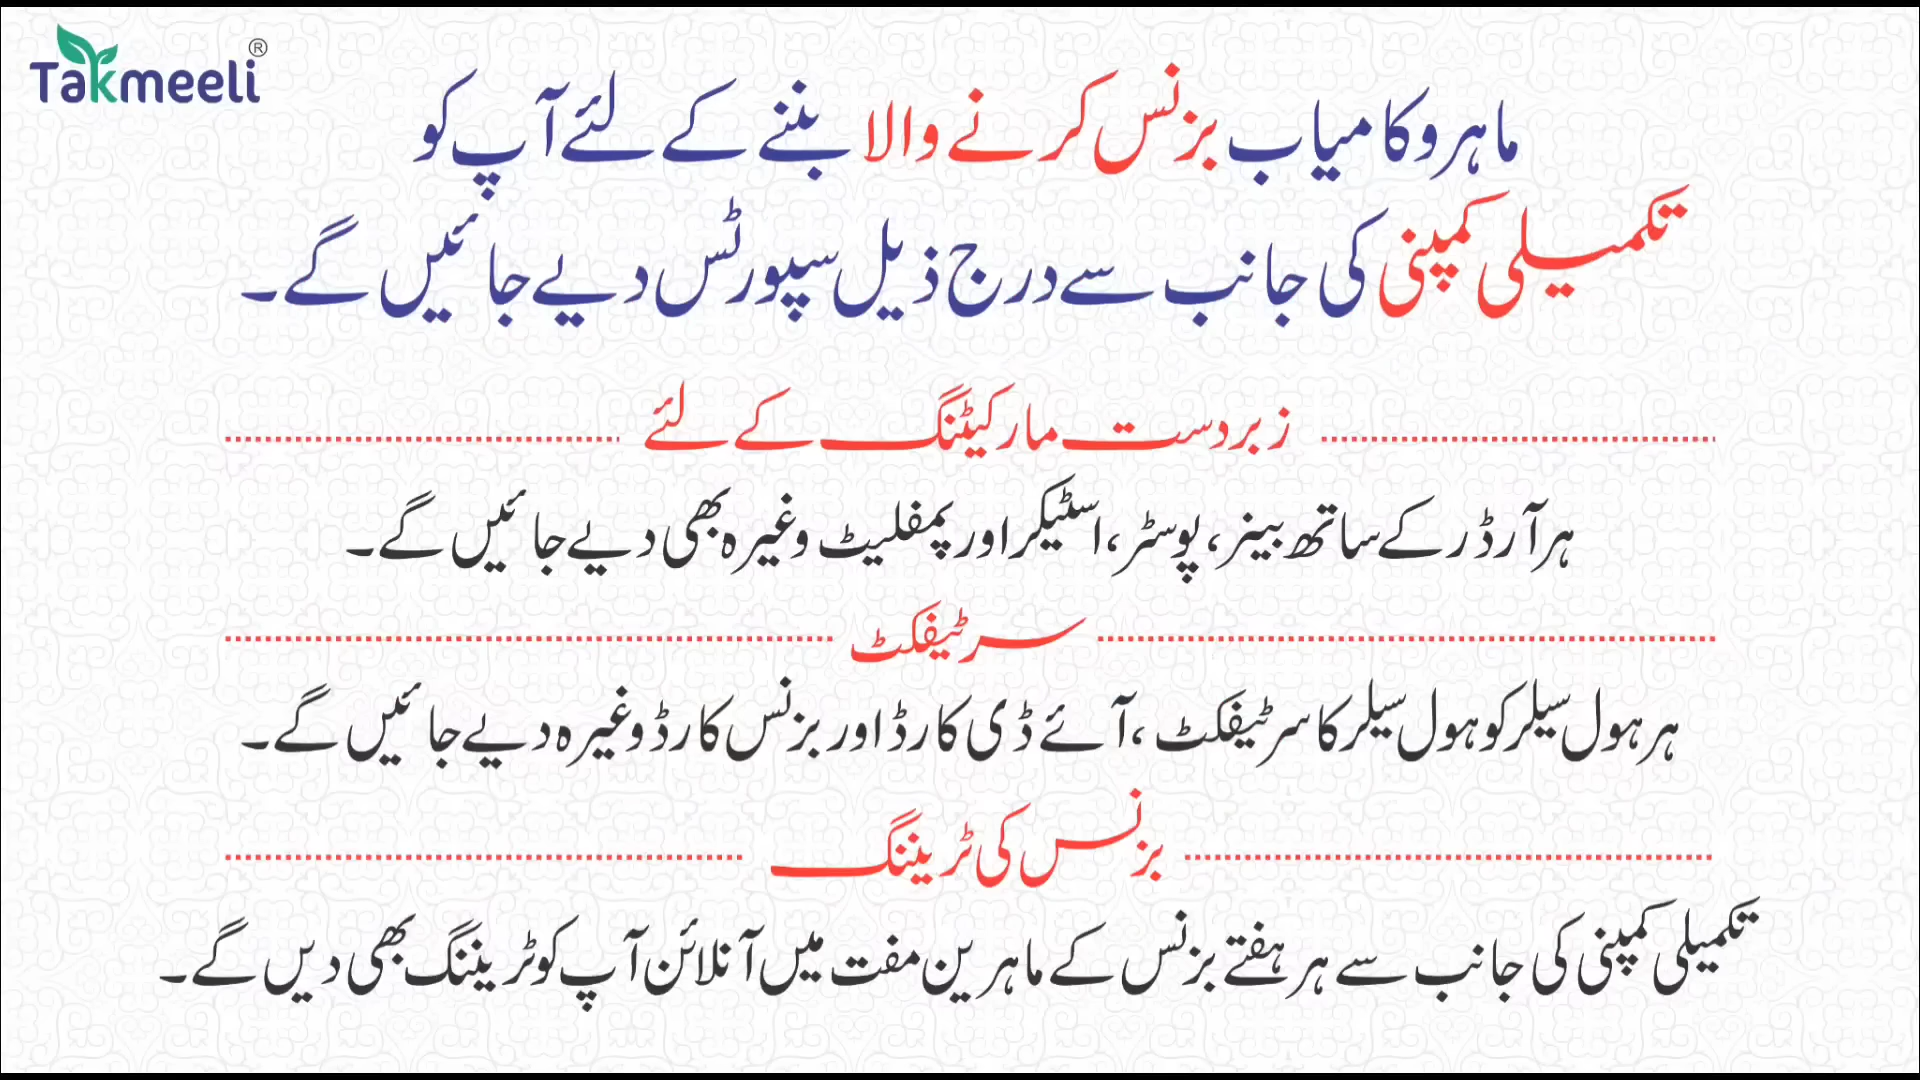 Takmeeli®
ماہر و کامیاب بزنس کرنے والا بننے کے لئے آپ کو
تکمیلی کمپنی کی جانب سے درج ذیل سپورٹس دیے جائیں گے۔
زبردست مارکیٹنگ کے لئے
ہر آرڈر کے ساتھ بینر، پوسٹر، اسٹیکر اور پمفلیٹ وغیرہ بھی دیے جائیں گے۔
سرٹیفکٹ
ہر ہول سیلر کو ہول سیلر کا سرٹیفکٹ، آئے ڈی کارڈ اور بزنس کارڈ وغیرہ دیے جائیں گے۔
بزنس کی ٹریننگ
تکمیلی کمپنی کی جانب سے ہر ہفتے بزنس کے ماہرین مفت میں آنلائن آپ کو ٹریننگ بھی دیں گے۔